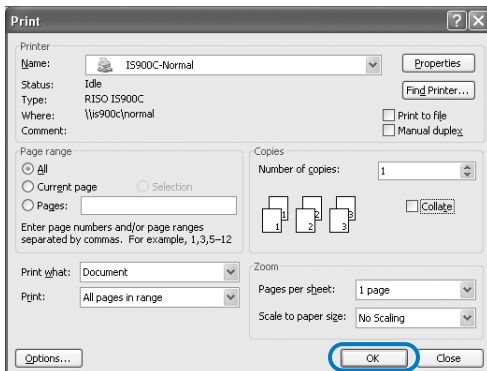 Print
Printer
Name: IS900C-Normal Properties
Status: Idle Find Printer...
Type: RISO IS900C
Where: \\is900c\normal Print to file
Comment: Manual duplex
Page range
All
Current page Selection
Pages:
Enter page numbers and/or page ranges
separated by commas. For example, 1,3,5–12
Copies
Number of copies: 1
1 1 2 2 3 3
Collate
Print what: Document
Print: All pages in range
Zoom
Pages per sheet: 1 page
Scale to paper size: No Scaling
Options... OK Close